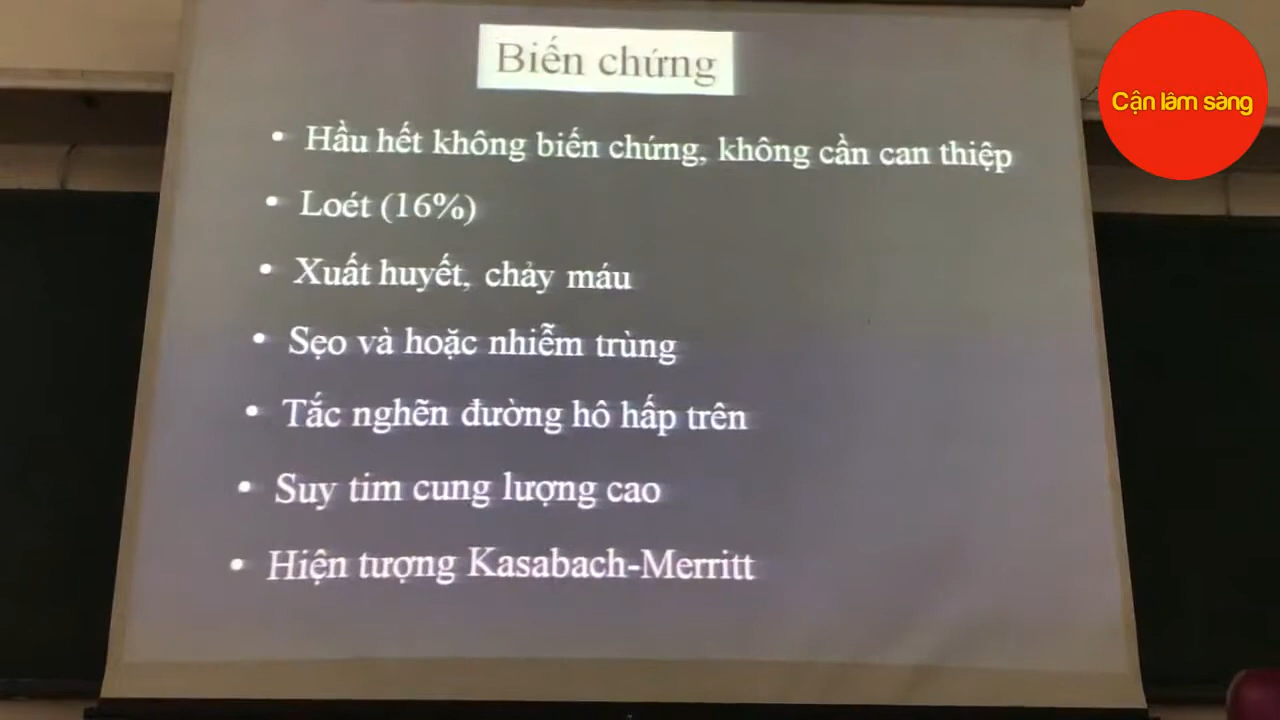 Biến chứng
Cận lâm sàng
• Hầu hết không biến chứng, không cần can thiệp
• Loét (16%)
• Xuất huyết, chảy máu
• Sẹo và hoặc nhiễm trùng
• Tắc nghẽn đường hô hấp trên
• Suy tim cung lượng cao
• Hiện tượng Kasabach-Merritt